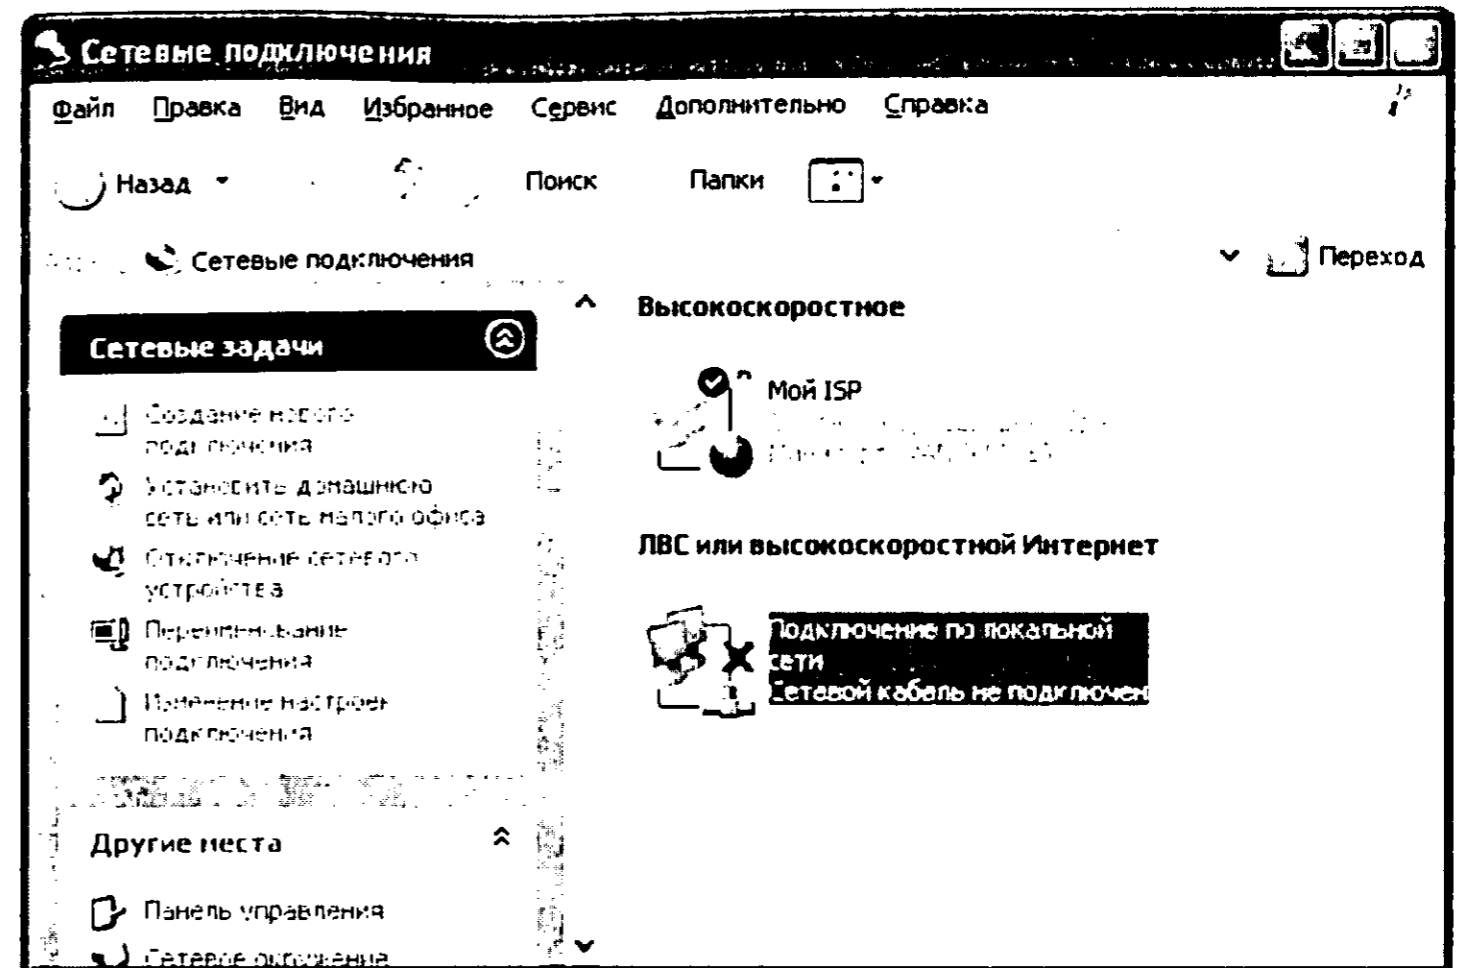 Сетевые подключения
Файл Правка Вид Избранное Сервис Дополнительно Справка
Назад Поиск Папки
Сетевые подключения Переход
Сетевые задачи
Создание нового
подключения
Установить домашнюю
сеть или сеть малого офиса
Отключение сетевого
устройства
Переименование
подключения
Изменение настроек
подключения
Другие места
Панель управления
Сетевое окружение
Высокоскоростное
Мой ISP
ЛВС или высокоскоростной Интернет
Подключение по локальной
сети
Сетевой кабель не подключен